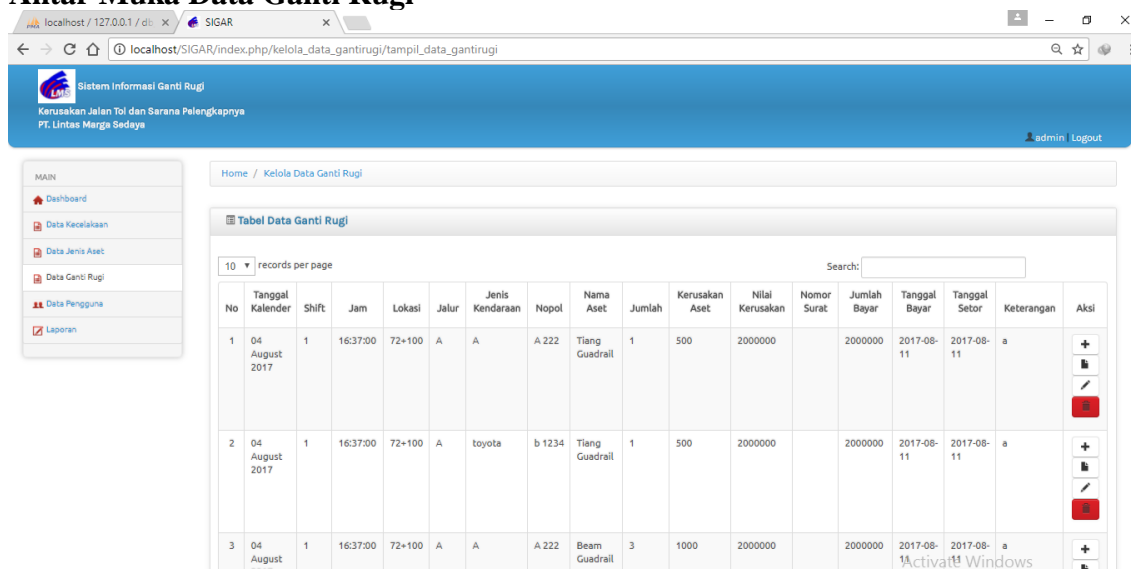 Antar Muka Data Ganti Rugi
localhost / 127.0.0.1 / db
SIGAR
localhost/SIGAR/index.php/kelola_data_gantirugi/tampil_data_gantirugi
LMS
Sistem Informasi Ganti Rugi
Kerusakan Jalan Tol dan Sarana Pelengkapnya
PT. Lintas Marga Sedaya
admin | Logout
MAIN
Dashboard
Data Kecelakaan
Data Jenis Aset
Data Ganti Rugi
Data Pengguna
Laporan
Home / Kelola Data Ganti Rugi
Tabel Data Ganti Rugi
10 records per page
Search:
No Tanggal Kalender Shift Jam Lokasi Jalur Jenis Kendaraan Nopol Nama Aset Jumlah Kerusakan Aset Nilai Kerusakan Nomor Surat Jumlah Bayar Tanggal Bayar Tanggal Setor Keterangan Aksi
1 04 August 2017 1 16:37:00 72+100 A A A 222 Tiang Guadrail 1 500 2000000 2000000 2017-08-11 2017-08-11 a
2 04 August 2017 1 16:37:00 72+100 A toyota b 1234 Tiang Guadrail 1 500 2000000 2000000 2017-08-11 2017-08-11 a
3 04 August 1 16:37:00 72+100 A A A 222 Beam Guadrail 3 1000 2000000 2000000 2017-08-11 2017-08-11 a
Activate Windows